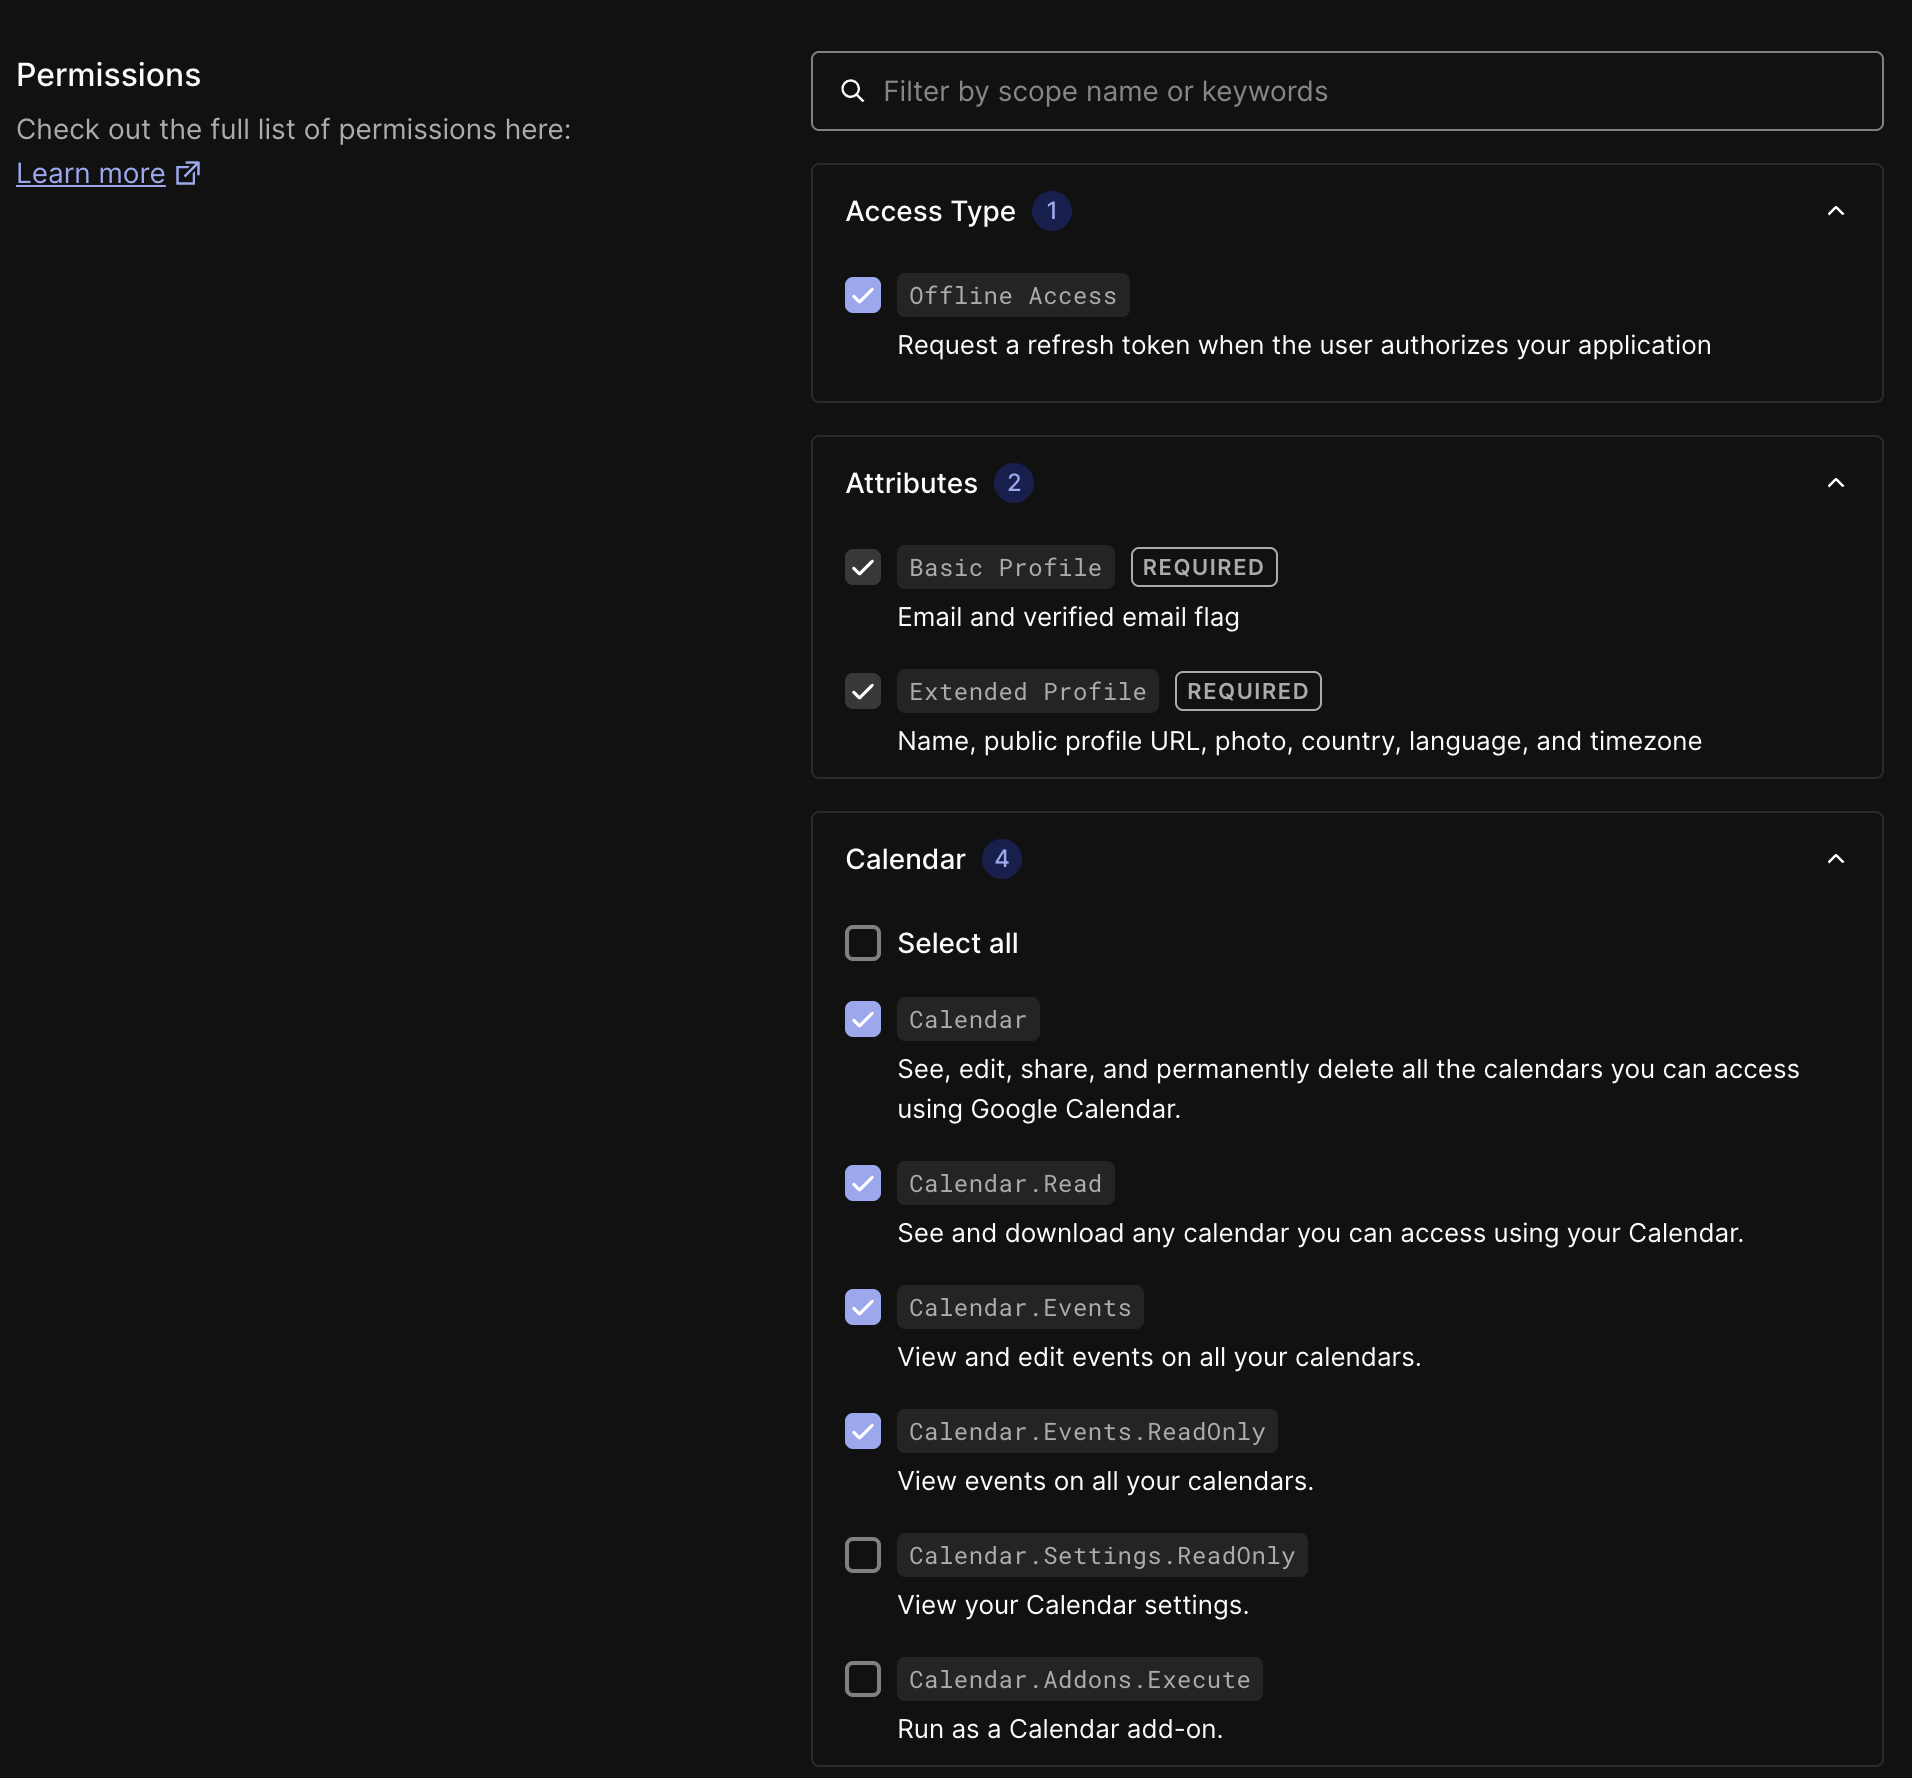 Permissions
Check out the full list of permissions here:
Learn more
Filter by scope name or keywords
Access Type 1
Offline Access
Request a refresh token when the user authorizes your application
Attributes 2
Basic Profile REQUIRED
Email and verified email flag
Extended Profile REQUIRED
Name, public profile URL, photo, country, language, and timezone
Calendar 4
Select all
Calendar
See, edit, share, and permanently delete all the calendars you can access
using Google Calendar.
Calendar.Read
See and download any calendar you can access using your Calendar.
Calendar.Events
View and edit events on all your calendars.
Calendar.Events.ReadOnly
View events on all your calendars.
Calendar.Settings.ReadOnly
View your Calendar settings.
Calendar.Addons.Execute
Run as a Calendar add-on.